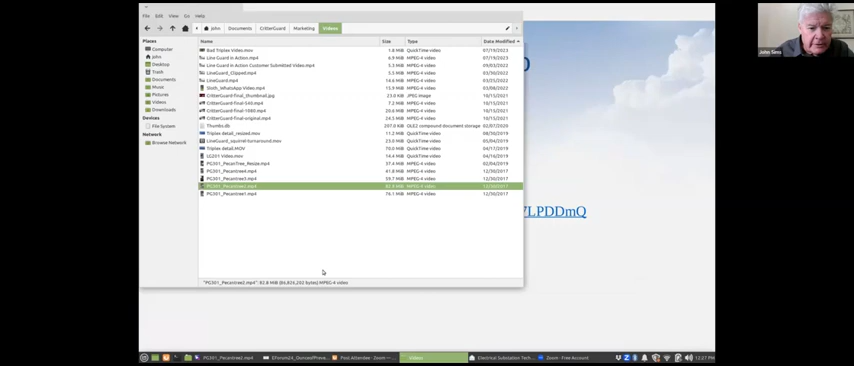 File Edit View Go Help
john Documents CritterGuard Marketing Videos
Places
Computer
john
Desktop
Trash
Documents
Music
Pictures
Videos
Downloads
Devices
File System
Network
Browse Network
Name Size Type Date Modified
Bad Triplex Video.mov 1.8 MiB QuickTime video 07/19/2023
Line Guard in Action.mp4 6.9 MiB MPEG-4 video 07/19/2023
Line Guard in Action Customer Submitted Video.mp4 5.3 MiB MPEG-4 video 09/03/2022
LineGuard_Clipped.mp4 5.3 MiB MPEG-4 video 03/30/2022
LineGuard.mp4 14.6 MiB MPEG-4 video 03/30/2022
Sloth_WhatsApp Video.mp4 15.9 MiB MPEG-4 video 03/08/2022
CritterGuard-final_thumbnail.jpg 23.0 KiB JPEG image 10/15/2021
CritterGuard-final-540.mp4 7.2 MiB MPEG-4 video 10/15/2021
CritterGuard-final-1080.mp4 20.6 MiB MPEG-4 video 10/15/2021
CritterGuard-final-original.mp4 24.5 MiB MPEG-4 video 10/15/2021
Thumbs.db 207.0 KiB OLE2 compound document storage 02/07/2020
Triplex detail_resized.mov 11.2 MiB QuickTime video 08/30/2019
LineGuard_squirrel-turnaround.mov 25.0 MiB QuickTime video 05/04/2019
Triplex detail.MOV 70.0 MiB QuickTime video 04/17/2019
LG201 Video.mov 14.4 MiB QuickTime video 04/16/2019
PG301_PecanTree_Resize.mp4 37.4 MiB MPEG-4 video 02/04/2019
PG301_Pecantree4.mp4 41.8 MiB MPEG-4 video 12/30/2017
PG301_Pecantree3.mp4 59.7 MiB MPEG-4 video 12/30/2017
PG301_Pecantree2.mp4 82.8 MiB MPEG-4 video 12/30/2017
PG301_Pecantree1.mp4 76.1 MiB MPEG-4 video 12/30/2017
"PG301_Pecantree2.mp4": 82.8 MiB (86,826,202 bytes) MPEG-4 video
7LPDDmQ
PG301_Pecantree2.mp4 Post Attendee - Zoom — Videos Electrical Substation Tech... Zoom - Free Account 12:27 PM
John Sens